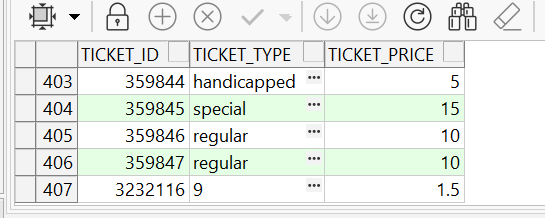 TICKET_ID TICKET_TYPE TICKET_PRICE
403 359844 handicapped ... 5
404 359845 special ... 15
405 359846 regular ... 10
406 359847 regular ... 10
407 3232116 9 ... 1.5